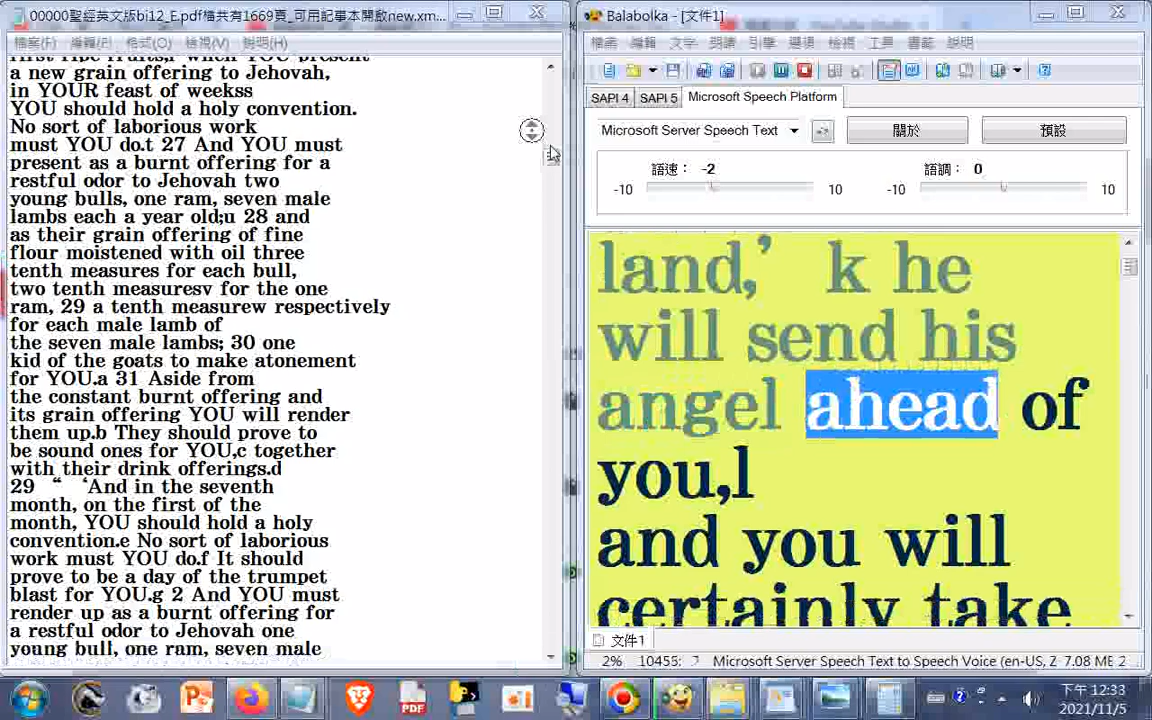 00000聖經英文版bi12_E.pdf檔共有1669頁_可用記事本開啟new.xm...
檔案(F) 編輯(E) 格式(O) 檢視(V) 說明(H)
first ripe fruits,r when YOU present
a new grain offering to Jehovah,
in YOUR feast of weekss
YOU should hold a holy convention.
No sort of laborious work
must YOU do.t 27 And YOU must
present as a burnt offering for a
restful odor to Jehovah two
young bulls, one ram, seven male
lambs each a year old;u 28 and
as their grain offering of fine
flour moistened with oil three
tenth measures for each bull,
two tenth measuresv for the one
ram, 29 a tenth measurew respectively
for each male lamb of
the seven male lambs; 30 one
kid of the goats to make atonement
for YOU.a 31 Aside from
the constant burnt offering and
its grain offering YOU will render
them up.b They should prove to
be sound ones for YOU,c together
with their drink offerings.d
29 “ ‘And in the seventh
month, on the first of the
month, YOU should hold a holy
convention.e No sort of laborious
work must YOU do.f It should
prove to be a day of the trumpet
blast for YOU.g 2 And YOU must
render up as a burnt offering for
a restful odor to Jehovah one
young bull, one ram, seven male
Balabolka - [文件1]
檔案 編輯 文字 朗讀 引擎 選項 檢視 工具 書籤 說明
SAPI 4 SAPI 5 Microsoft Speech Platform
Microsoft Server Speech Text 關於 預設
語速： -2 語調： 0
-10 10 -10 10
land,’ k he
will send his
angel ahead of
you,l
and you will
certainly take
文件1
2% 10455: 7 Microsoft Server Speech Text to Speech Voice (en-US, Z 7.08 MB 2
PDF
下午 12:33
2021/11/5